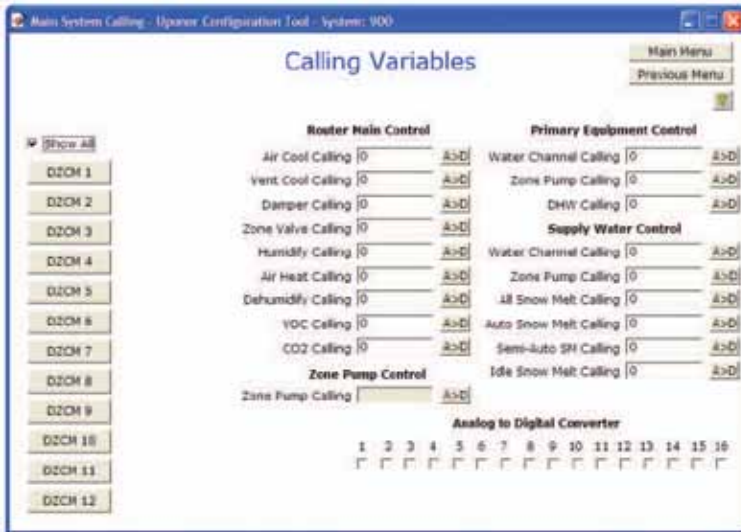 Main System Calling - Uponor Configuration Tool - System: 900
Calling Variables
Main Menu
Previous Menu
?
Show All
DZCM 1
DZCM 2
DZCM 3
DZCM 4
DZCM 5
DZCM 6
DZCM 7
DZCM 8
DZCM 9
DZCM 10
DZCM 11
DZCM 12
Router Main Control
Air Cool Calling 0 A>D
Vent Cool Calling 0 A>D
Damper Calling 0 A>D
Zone Valve Calling 0 A>D
Humidify Calling 0 A>D
Air Heat Calling 0 A>D
Dehumidify Calling 0 A>D
VOC Calling 0 A>D
CO2 Calling 0 A>D
Zone Pump Control
Zone Pump Calling A>D
Primary Equipment Control
Water Channel Calling 0 A>D
Zone Pump Calling 0 A>D
DHW Calling 0 A>D
Supply Water Control
Water Channel Calling 0 A>D
Zone Pump Calling 0 A>D
All Snow Melt Calling 0 A>D
Auto Snow Melt Calling 0 A>D
Semi-Auto SM Calling 0 A>D
Idle Snow Melt Calling 0 A>D
Analog to Digital Converter
1 2 3 4 5 6 7 8 9 10 11 12 13 14 15 16